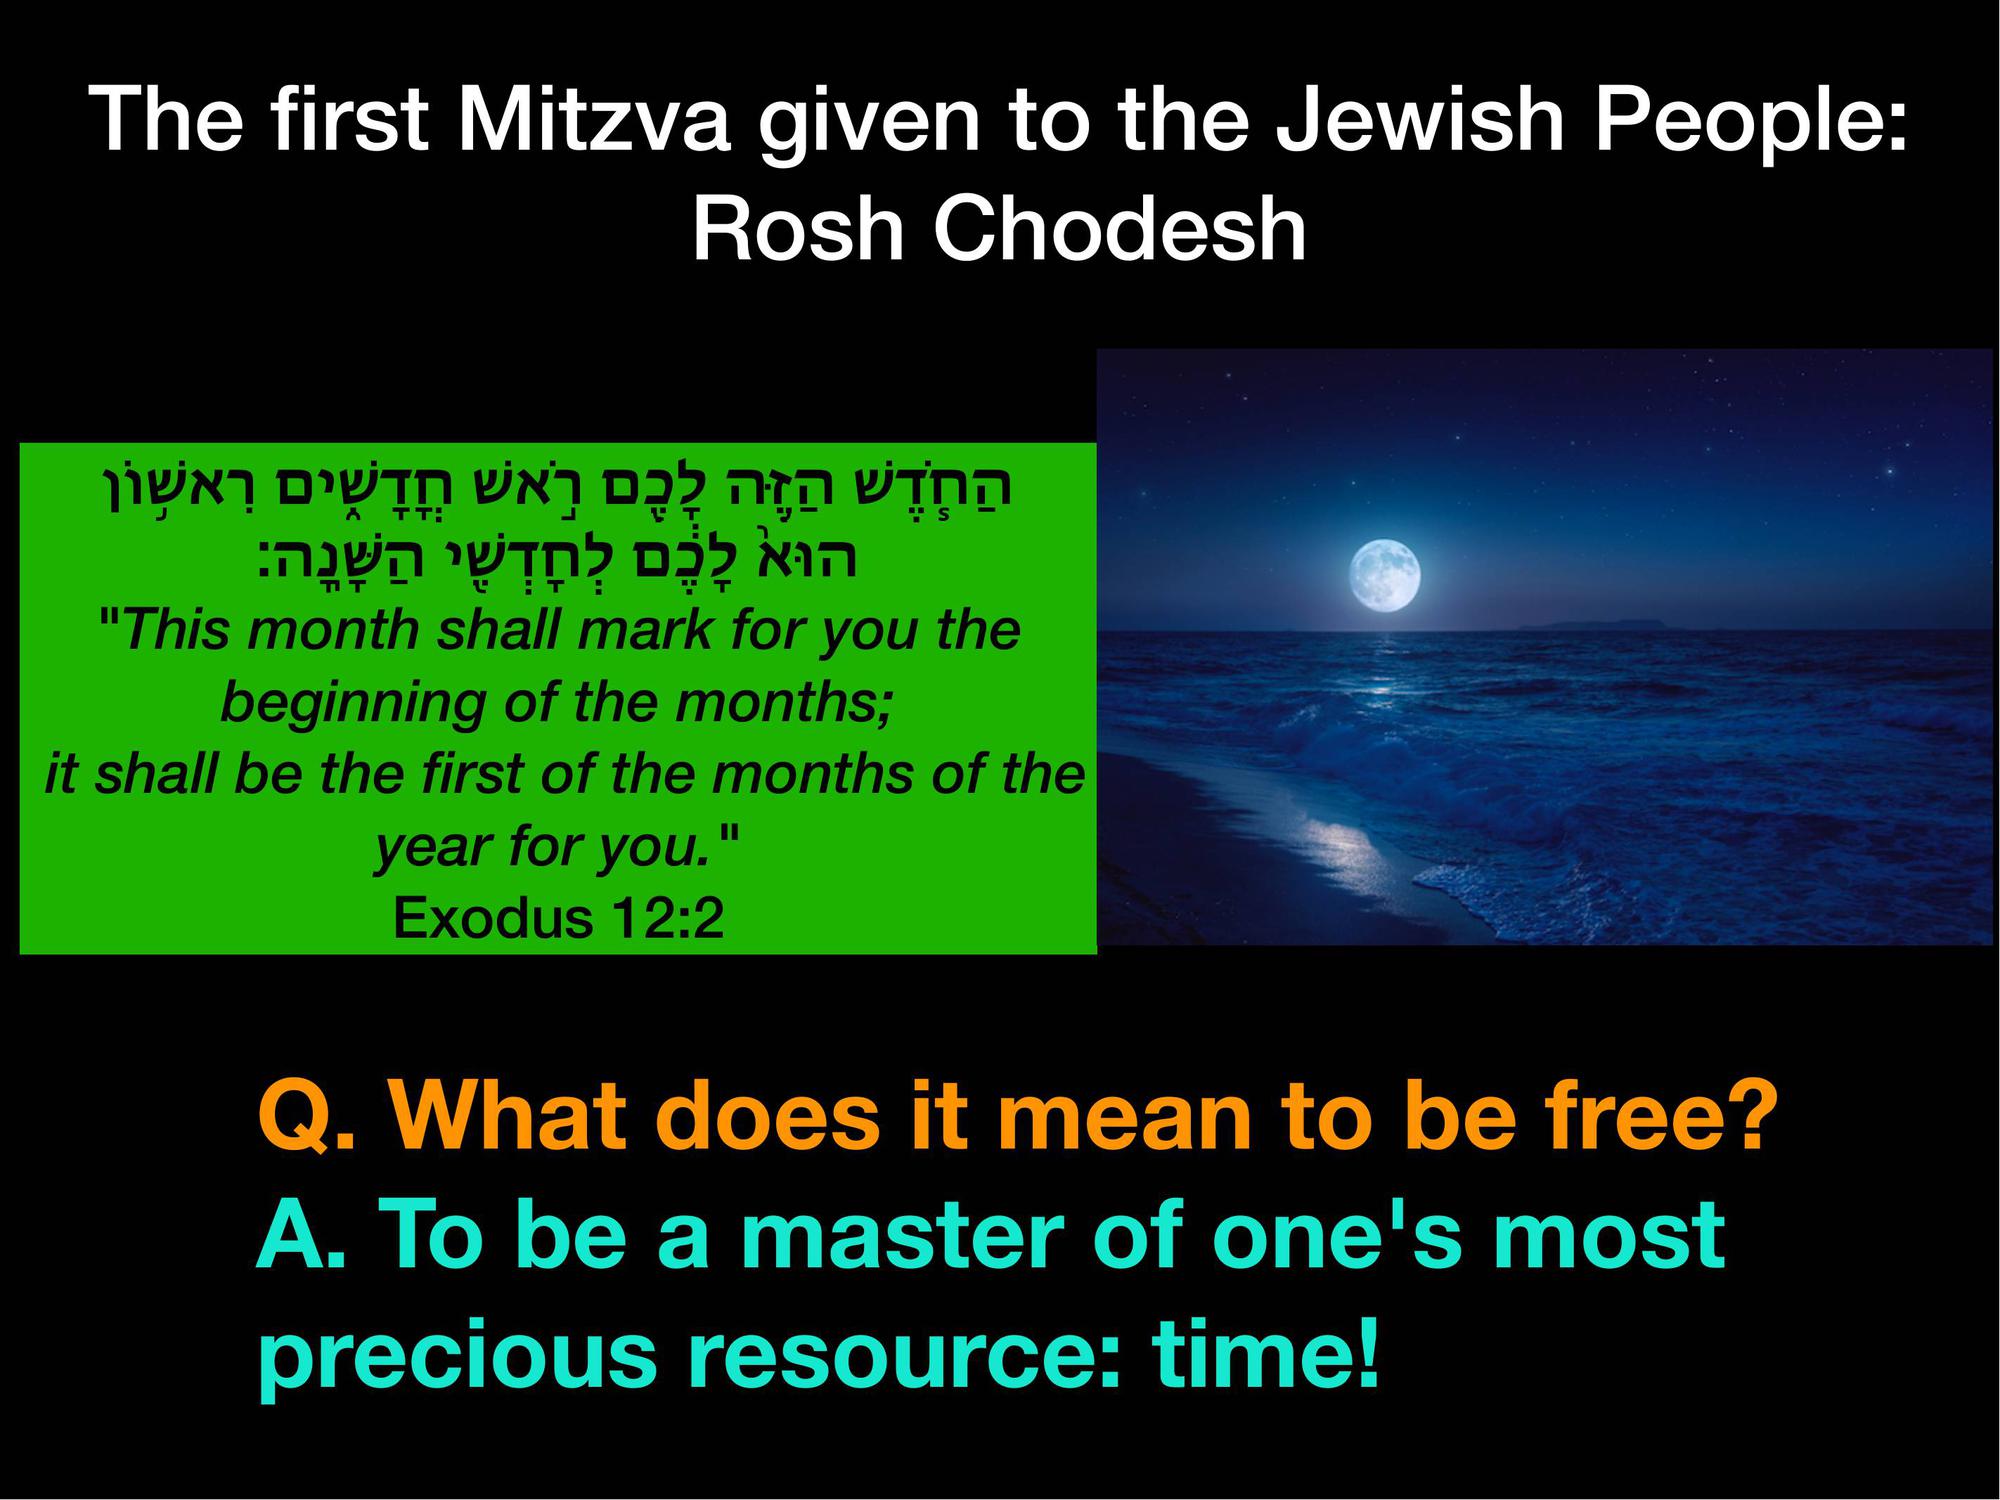 The first Mitzva given to the Jewish People:
Rosh Chodesh
הַחֹ֧דֶשׁ הַזֶּ֛ה לָכֶ֖ם רֹ֣אשׁ חֳדָשִׁ֑ים רִאשׁ֥וֹן
הוּא֙ לָכֶ֔ם לְחָדְשֵׁ֖י הַשָּׁנָֽה׃
"This month shall mark for you the
beginning of the months;
it shall be the first of the months of the
year for you."
Exodus 12:2
Q. What does it mean to be free?
A. To be a master of one's most
precious resource: time!